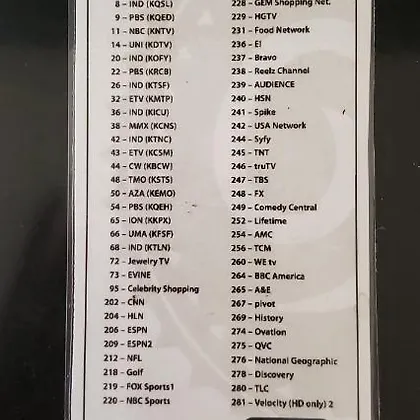 8 – IND (KQSL)
9 – PBS (KQED)
11 – NBC (KNTV)
14 – UNI (KDTV)
20 – IND (KOFY)
22 – PBS (KRCB)
26 – IND (KTSF)
32 – ETV (KMTP)
36 – IND (KICU)
38 – MMX (KCNS)
42 – IND (KTNC)
43 – ETV (KCSM)
44 – CW (KBCW)
48 – TMO (KSTS)
50 – AZA (KEMO)
54 – PBS (KQEH)
65 – ION (KKPX)
66 – UMA (KFSF)
68 – IND (KTLN)
72 – Jewelry TV
73 – EVINE
95 – Celebrity Shopping
202 – CNN
204 – HLN
206 – ESPN
209 – ESPN2
212 – NFL
218 – Golf
219 – FOX Sports1
220 – NBC Sports
228 – GEM Shopping Net.
229 – HGTV
231 – Food Network
236 – E!
237 – Bravo
238 – Reelz Channel
239 – AUDIENCE
240 – HSN
241 – Spike
242 – USA Network
244 – Syfy
245 – TNT
246 – truTV
247 – TBS
248 – FX
249 – Comedy Central
252 – Lifetime
254 – AMC
256 – TCM
260 – WE tv
264 – BBC America
265 – A&E
267 – pivot
269 – History
274 – Ovation
275 – QVC
276 – National Geographic
278 – Discovery
280 – TLC
281 – Velocity (HD only) 2